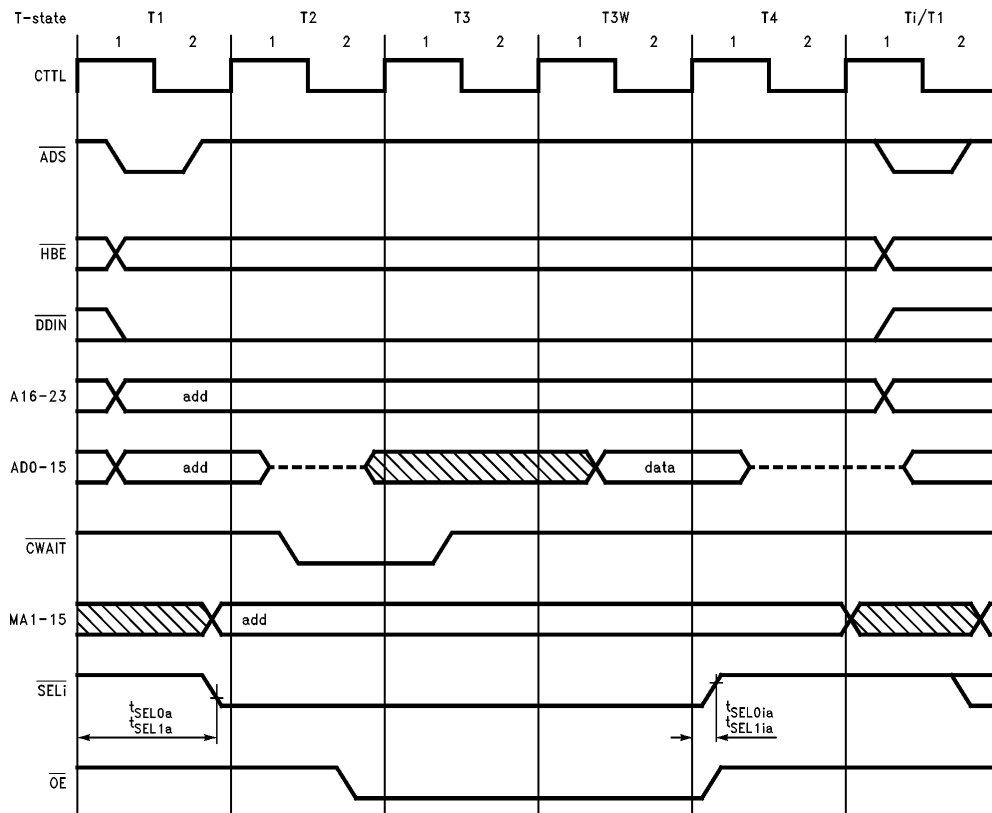 T-state T1 T2 T3 T3W T4 Ti/T1
1 2 1 2 1 2 1 2 1 2 1 2
CTTL
ADS
HBE
DDIN
A16-23 add
AD0-15 add data
CWAIT
MA1-15 add
SELi
tSEL0a tSEL0ia
tSEL1a tSEL1ia
OE